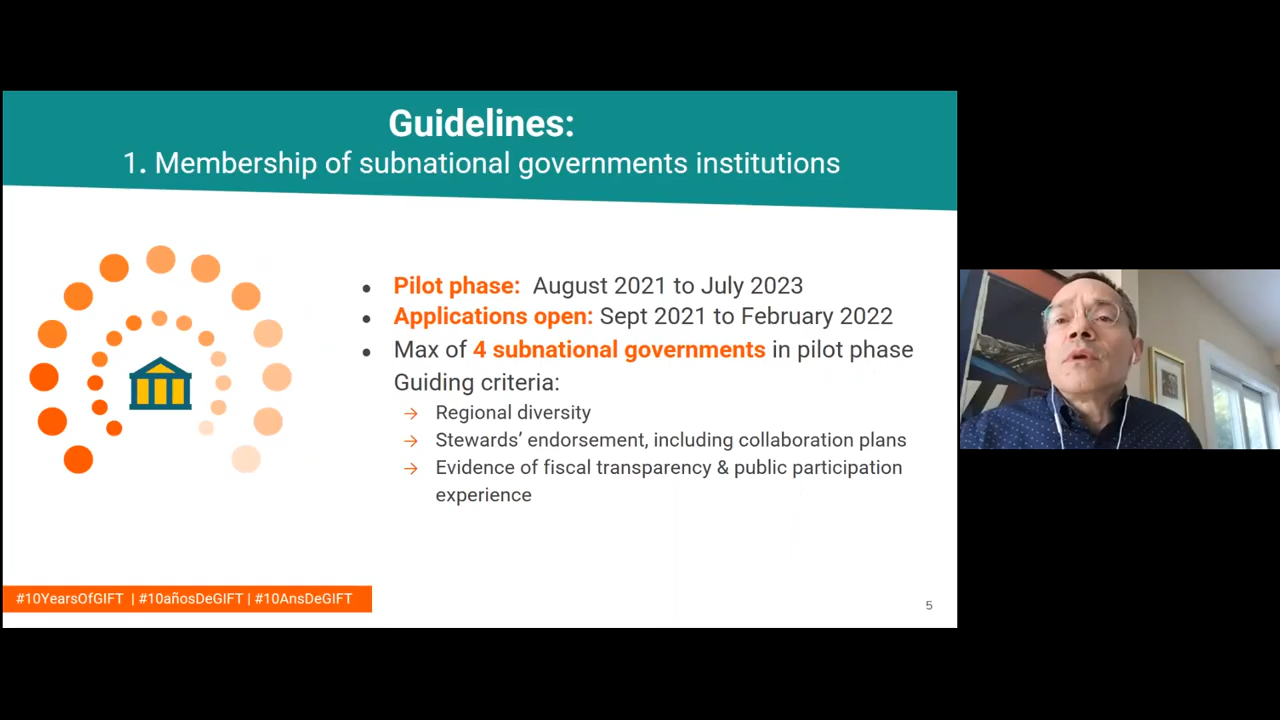 Guidelines:
1. Membership of subnational governments institutions
● Pilot phase: August 2021 to July 2023
● Applications open: Sept 2021 to February 2022
● Max of 4 subnational governments in pilot phase
Guiding criteria:
→ Regional diversity
→ Stewards’ endorsement, including collaboration plans
→ Evidence of fiscal transparency & public participation
experience
#10YearsOfGIFT | #10añosDeGIFT | #10AnsDeGIFT
5